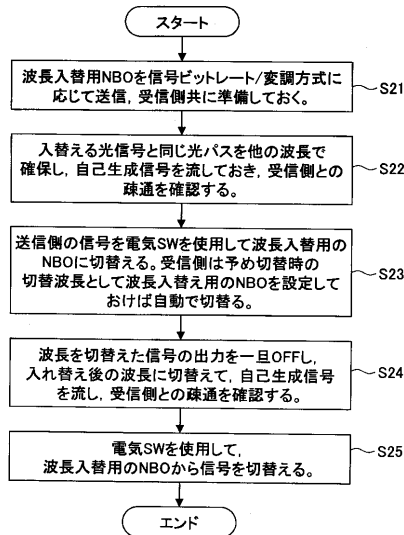 スタート
波長入替用NBOを信号ビットレート/変調方式に
応じて送信，受信側共に準備しておく。
S21
入替える光信号と同じ光パスを他の波長で
確保し，自己生成信号を流しておき，受信側との
疎通を確認する。
S22
送信側の信号を電気SWを使用して波長入替用の
NBOに切替える。受信側は予め切替時の
切替波長として波長入替え用のNBOを設定して
おけば自動で切替る。
S23
波長を切替えた信号の出力を一旦OFFし，
入れ替え後の波長に切替えて，自己生成信号
を流し，受信側との疎通を確認する。
S24
電気SWを使用して，
波長入替用のNBOから信号を切替える。
S25
エンド